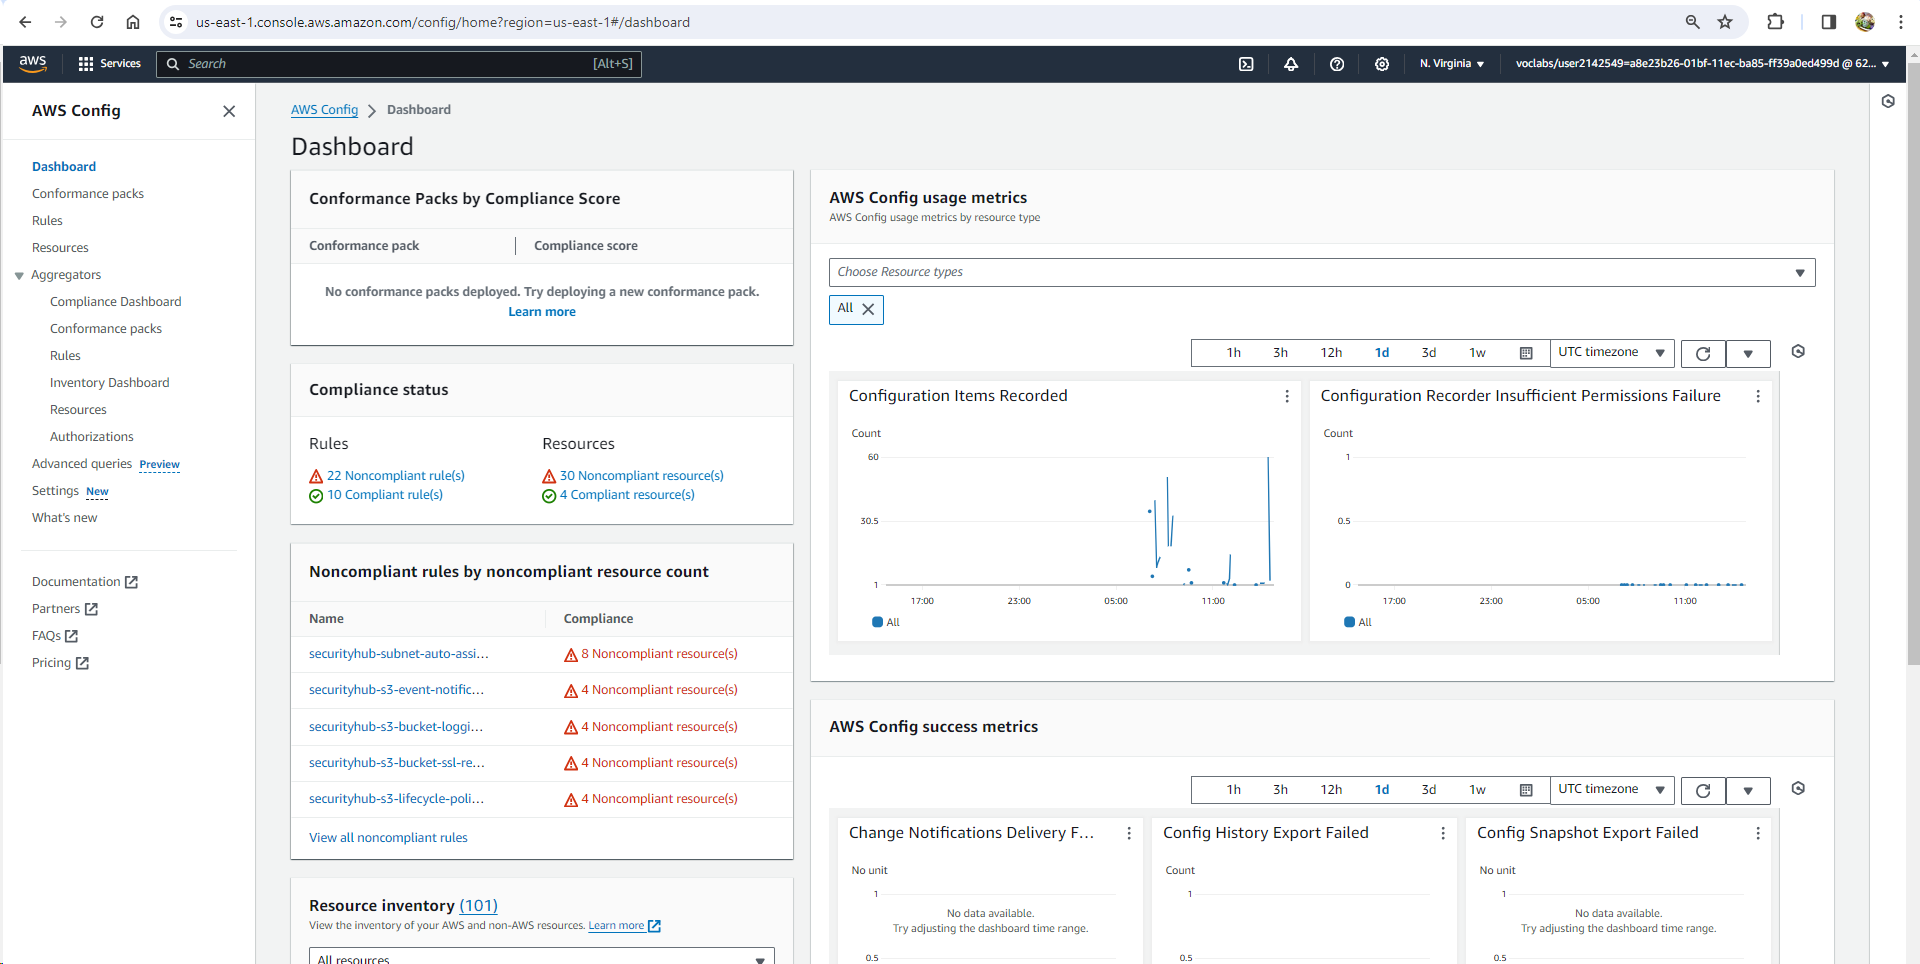 us-east-1.console.aws.amazon.com/config/home?region=us-east-1#/dashboard
aws
Services
Search
[Alt+S]
N. Virginia
voclabs/user2142549=a8e23b26-01bf-11ec-ba85-ff39a0ed499d @ 62...
AWS Config
Dashboard
Conformance packs
Rules
Resources
Aggregators
Compliance Dashboard
Conformance packs
Rules
Inventory Dashboard
Resources
Authorizations
Advanced queries Preview
Settings New
What's new
Documentation
Partners
FAQs
Pricing
AWS Config Dashboard
Dashboard
Conformance Packs by Compliance Score
Conformance pack Compliance score
No conformance packs deployed. Try deploying a new conformance pack.
Learn more
Compliance status
Rules Resources
22 Noncompliant rule(s) 30 Noncompliant resource(s)
10 Compliant rule(s) 4 Compliant resource(s)
Noncompliant rules by noncompliant resource count
Name Compliance
securityhub-subnet-auto-assi... 8 Noncompliant resource(s)
securityhub-s3-event-notific... 4 Noncompliant resource(s)
securityhub-s3-bucket-loggi... 4 Noncompliant resource(s)
securityhub-s3-bucket-ssl-re... 4 Noncompliant resource(s)
securityhub-s3-lifecycle-poli... 4 Noncompliant resource(s)
View all noncompliant rules
Resource inventory (101)
View the inventory of your AWS and non-AWS resources. Learn more
All resources
AWS Config usage metrics
AWS Config usage metrics by resource type
Choose Resource types
All
1h 3h 12h 1d 3d 1w UTC timezone
Configuration Items Recorded
Count
60
30.5
1
17:00 23:00 05:00 11:00
All
Configuration Recorder Insufficient Permissions Failure
Count
1
0.5
0
17:00 23:00 05:00 11:00
All
AWS Config success metrics
1h 3h 12h 1d 3d 1w UTC timezone
Change Notifications Delivery F...
No unit
1
No data available.
Try adjusting the dashboard time range.
0.5
Config History Export Failed
Count
1
0.5
Config Snapshot Export Failed
No unit
1
No data available.
Try adjusting the dashboard time range.
0.5